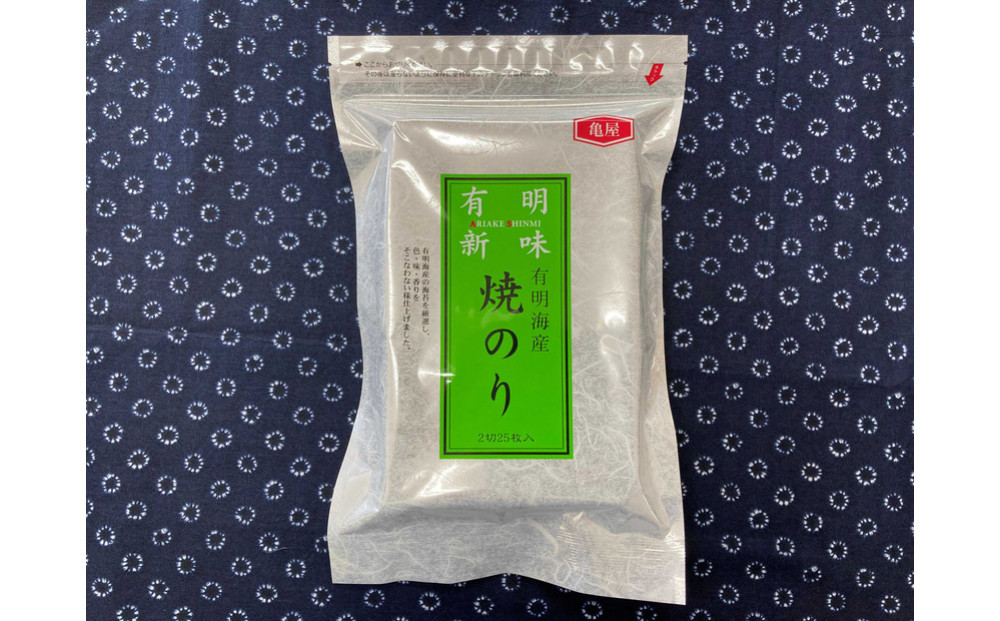 亀屋
有明
ARIAKE SHINMI
新味
有明海産
焼のり
2切25枚入
有明海産の海苔を厳選し、
色・味・香りを
そこなわない様仕上げました。